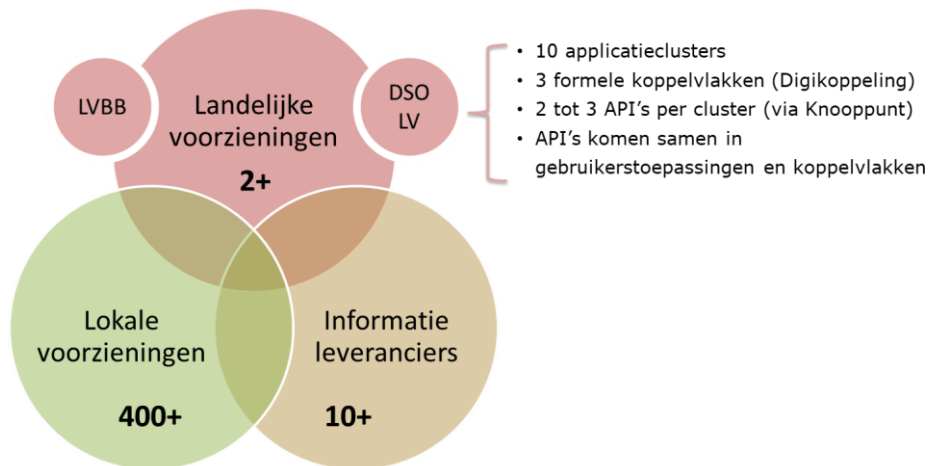 LVBB
Landelijke
voorzieningen
2+
DSO
LV
• 10 applicatieclusters
• 3 formele koppelvlakken (Digikoppeling)
• 2 tot 3 API's per cluster (via Knooppunt)
• API's komen samen in
gebruikerstoepassingen en koppelvlakken
Lokale
voorzieningen
400+
Informatie
leveranciers
10+